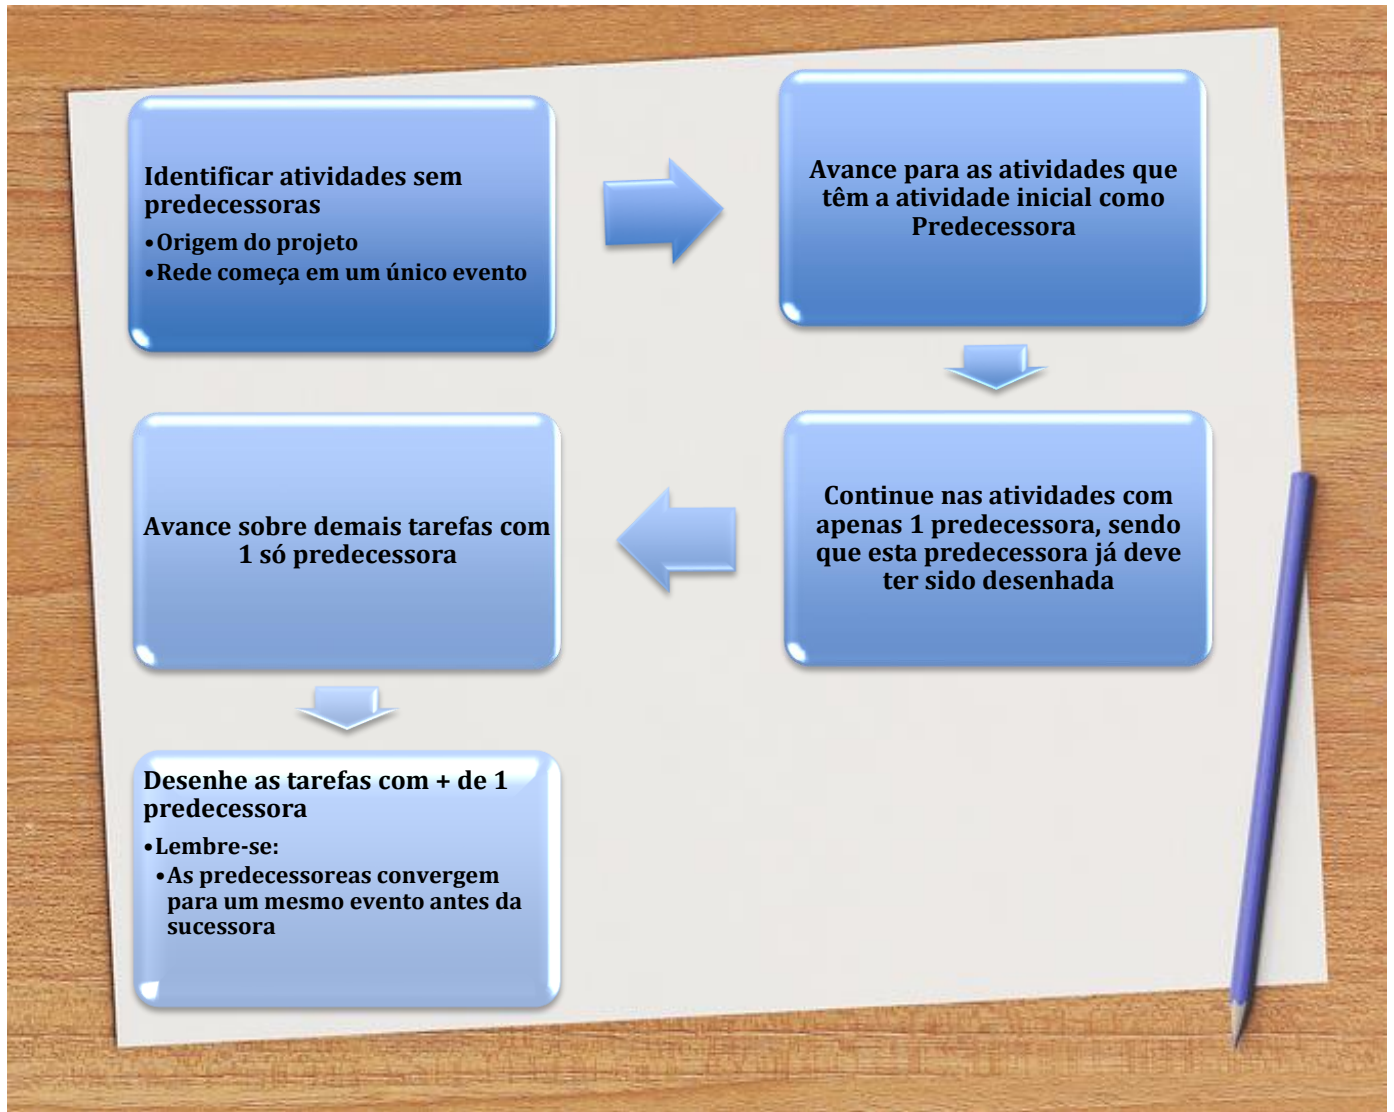 Identificar atividades sem
predecessoras
•Origem do projeto
•Rede começa em um único evento
Avance para as atividades que
têm a atividade inicial como
Predecessora
Continue nas atividades com
apenas 1 predecessora, sendo
que esta predecessora já deve
ter sido desenhada
Avance sobre demais tarefas com
1 só predecessora
Desenhe as tarefas com + de 1
predecessora
•Lembre-se:
•As predecessoreas convergem
para um mesmo evento antes da
sucessora